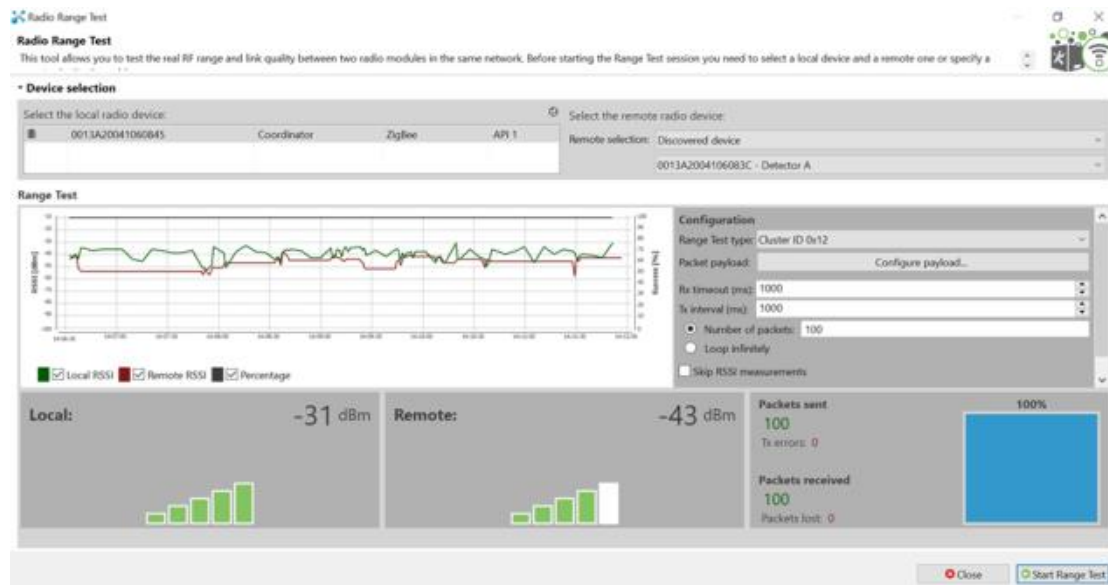 Radio Range Test
Radio Range Test
This tool allows you to test the real RF range and link quality between two radio modules in the same network. Before starting the Range Test session you need to select a local device and a remote one or specify a
Device selection
Select the local radio device:
0013A20041060845 Coordinator ZigBee API 1
Select the remote radio device:
Remote selection: Discovered device
0013A2004106083C - Detector A
Range Test
RSSI [dBm]
Success [%]
Local RSSI Remote RSSI Percentage
Configuration
Range Test type: Cluster ID 0x12
Packet payload: Configure payload...
Rx timeout (ms): 1000
Tx interval (ms): 1000
Number of packets: 100
Loop infinitely
Skip RSSI measurements
Local: -31 dBm
Remote: -43 dBm
Packets sent
100
Tx errors: 0
Packets received
100
Packets lost: 0
100%
Close
Start Range Test